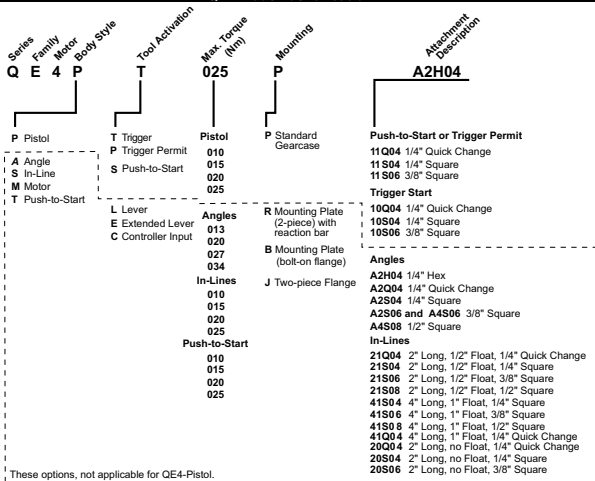 Series
Family
Motor
Body Style
Tool Activation
Max. Torque
(Nm)
Mounting
Attachment
Description
Q E 4 P T 025 P A2H04
P Pistol
A Angle
S In-Line
M Motor
T Push-to-Start
T Trigger
P Trigger Permit
S Push-to-Start
L Lever
E Extended Lever
C Controller Input
Pistol
010
015
020
025
Angles
013
020
027
034
In-Lines
010
015
020
025
Push-to-Start
010
015
020
025
P Standard
Gearcase
R Mounting Plate
(2-piece) with
reaction bar
B Mounting Plate
(bolt-on flange)
J Two-piece Flange
Push-to-Start or Trigger Permit
11Q04 1/4" Quick Change
11S04 1/4" Square
11S06 3/8" Square
Trigger Start
10Q04 1/4" Quick Change
10S04 1/4" Square
10S06 3/8" Square
Angles
A2H04 1/4" Hex
A2Q04 1/4" Quick Change
A2S04 1/4" Square
A2S06 and A4S06 3/8" Square
A4S08 1/2" Square
In-Lines
21Q04 2" Long, 1/2" Float, 1/4" Quick Change
21S04 2" Long, 1/2" Float, 1/4" Square
21S06 2" Long, 1/2" Float, 3/8" Square
21S08 2" Long, 1/2" Float, 1/2" Square
41S04 4" Long, 1" Float, 1/4" Square
41S06 4" Long, 1" Float, 3/8" Square
41S08 4" Long, 1" Float, 1/2" Square
41Q04 4" Long, 1" Float, 1/4" Quick Change
20Q04 2" Long, no Float, 1/4" Quick Change
20S04 2" Long, no Float, 1/4" Square
20S06 2" Long, no Float, 3/8" Square
These options, not applicable for QE4-Pistol.